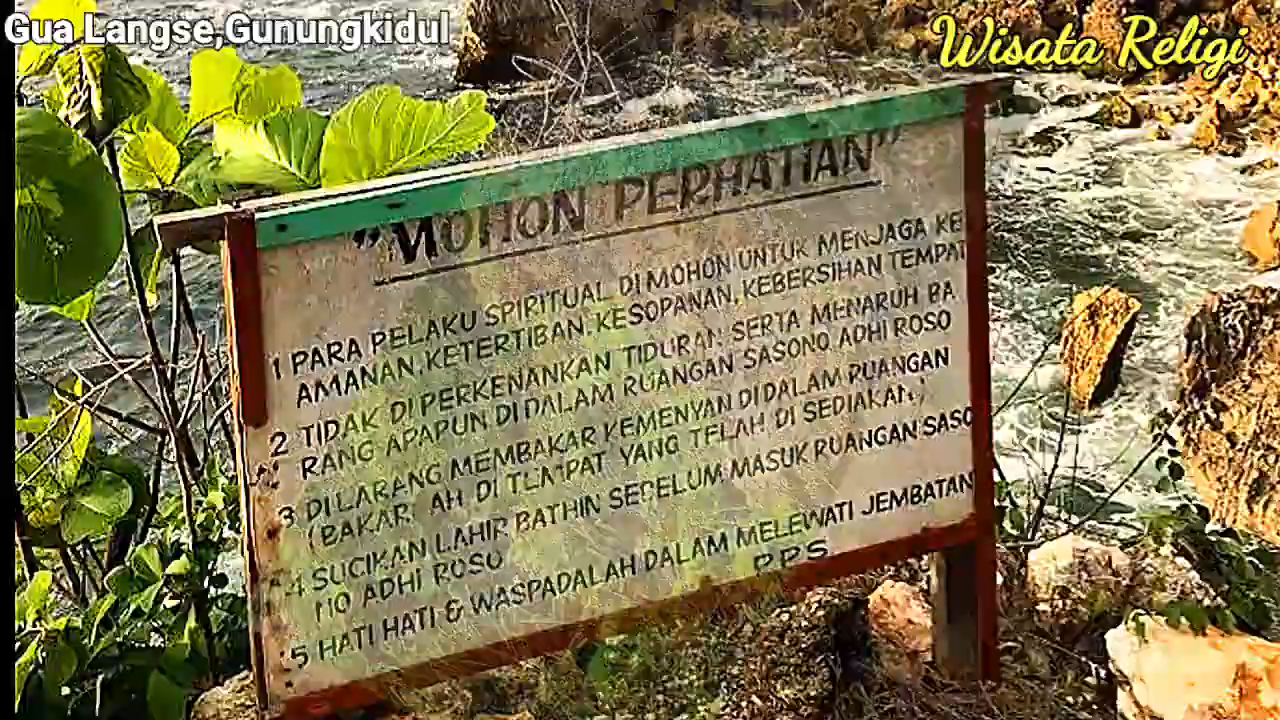 Gua Langse,Gunungkidul
Wisata Religi
"MOHON PERHATIAN"
1 PARA PELAKU SPIRITUAL DI MOHON UNTUK MENJAGA KE
AMANAN, KETERTIBAN, KESOPANAN, KEBERSIHAN TEMPAT
2 TIDAK DI PERKENANKAN TIDURAN SERTA MENARUH BA
RANG APAPUN DI DALAM RUANGAN SASONO ADHI ROSO
3 DI LARANG MEMBAKAR KEMENYAN DI DALAM RUANGAN
(BAKAR AH DI TEMPAT YANG TELAH DI SEDIAKAN.)
4 SUCIKAN LAHIR BATHIN SEBELUM MASUK RUANGAN SASO
NO ADHI ROSO
5 HATI HATI & WASPADALAH DALAM MELEWATI JEMBATAN
P.P.S